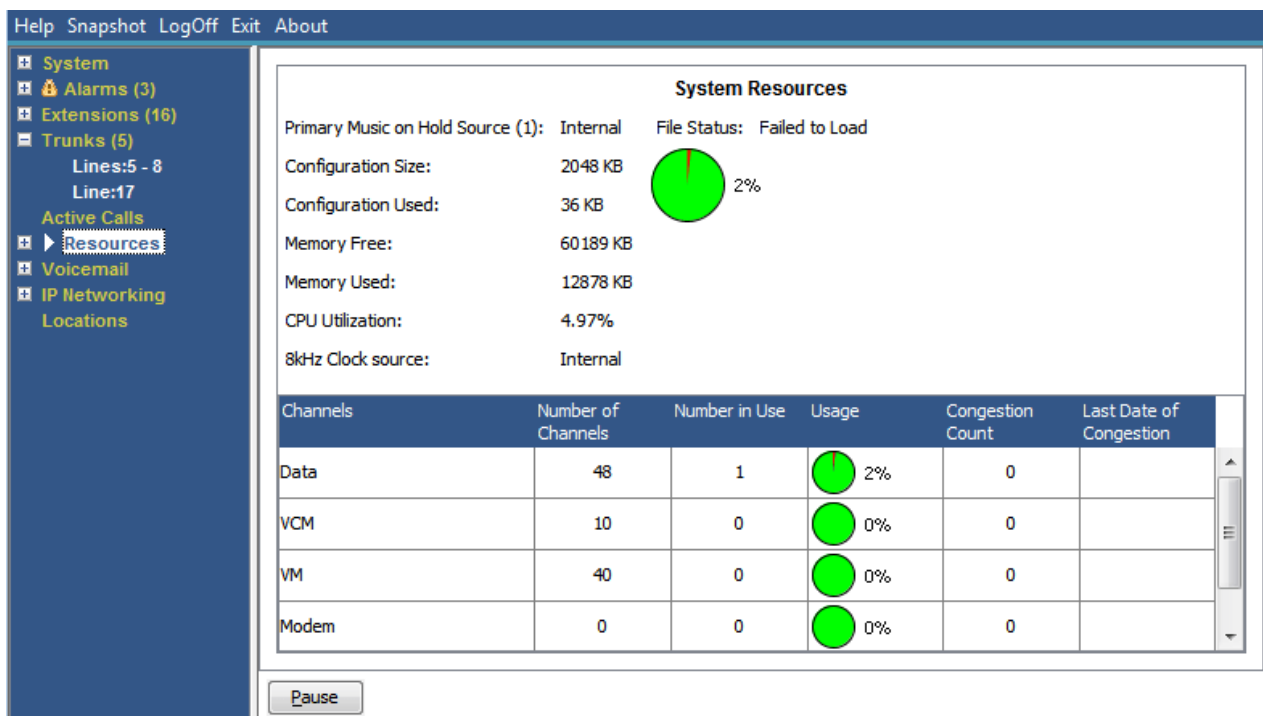 Help Snapshot LogOff Exit About
System
Alarms (3)
Extensions (16)
Trunks (5)
Lines:5 - 8
Line:17
Active Calls
Resources
Voicemail
IP Networking
Locations
System Resources
Primary Music on Hold Source (1): Internal File Status: Failed to Load
Configuration Size: 2048 KB
2%
Configuration Used: 36 KB
Memory Free: 60189 KB
Memory Used: 12878 KB
CPU Utilization: 4.97%
8kHz Clock source: Internal
Channels Number of Channels Number in Use Usage Congestion Count Last Date of Congestion
Data 48 1 2% 0
VCM 10 0 0% 0
VM 40 0 0% 0
Modem 0 0 0% 0
Pause